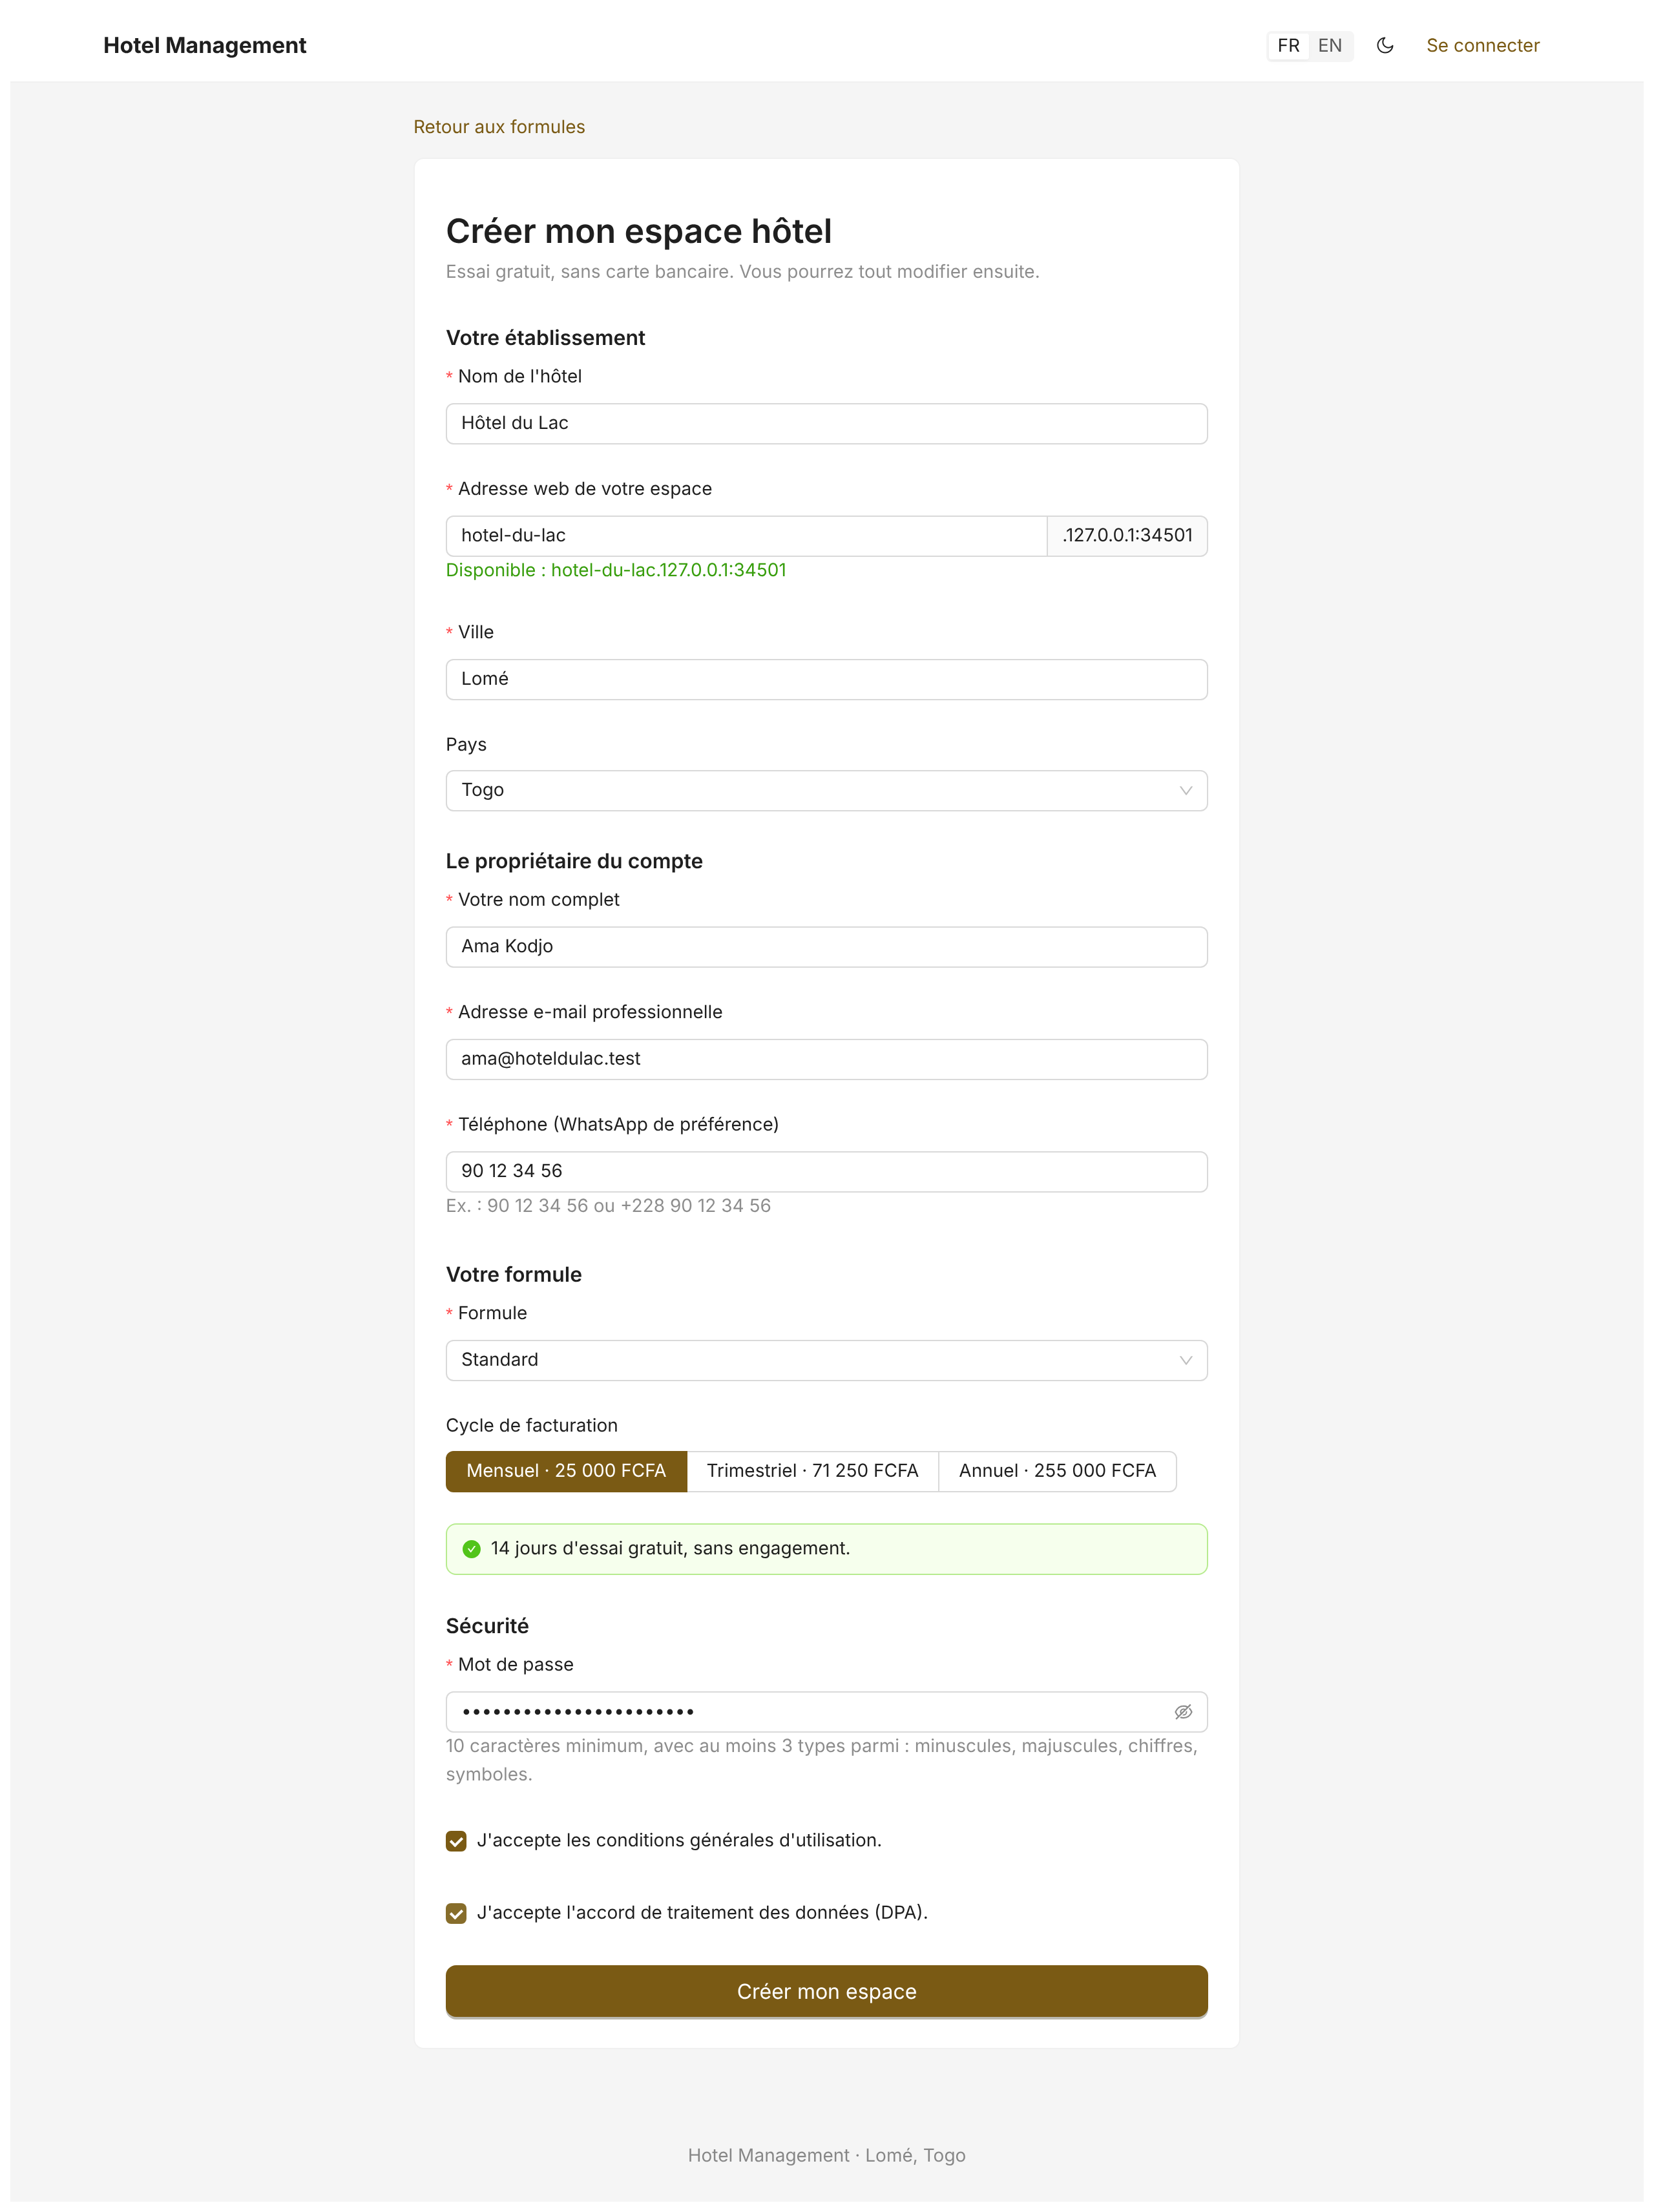 Hotel Management
FR EN
Se connecter
Retour aux formules
Créer mon espace hôtel
Essai gratuit, sans carte bancaire. Vous pourrez tout modifier ensuite.
Votre établissement
* Nom de l'hôtel
Hôtel du Lac
* Adresse web de votre espace
hotel-du-lac .127.0.0.1:34501
Disponible : hotel-du-lac.127.0.0.1:34501
* Ville
Lomé
Pays
Togo
Le propriétaire du compte
* Votre nom complet
Ama Kodjo
* Adresse e-mail professionnelle
ama@hoteldulac.test
* Téléphone (WhatsApp de préférence)
90 12 34 56
Ex. : 90 12 34 56 ou +228 90 12 34 56
Votre formule
* Formule
Standard
Cycle de facturation
Mensuel · 25 000 FCFA Trimestriel · 71 250 FCFA Annuel · 255 000 FCFA
14 jours d'essai gratuit, sans engagement.
Sécurité
* Mot de passe
•••••••••••••••••••••••
10 caractères minimum, avec au moins 3 types parmi : minuscules, majuscules, chiffres,
symboles.
J'accepte les conditions générales d'utilisation.
J'accepte l'accord de traitement des données (DPA).
Créer mon espace
Hotel Management · Lomé, Togo